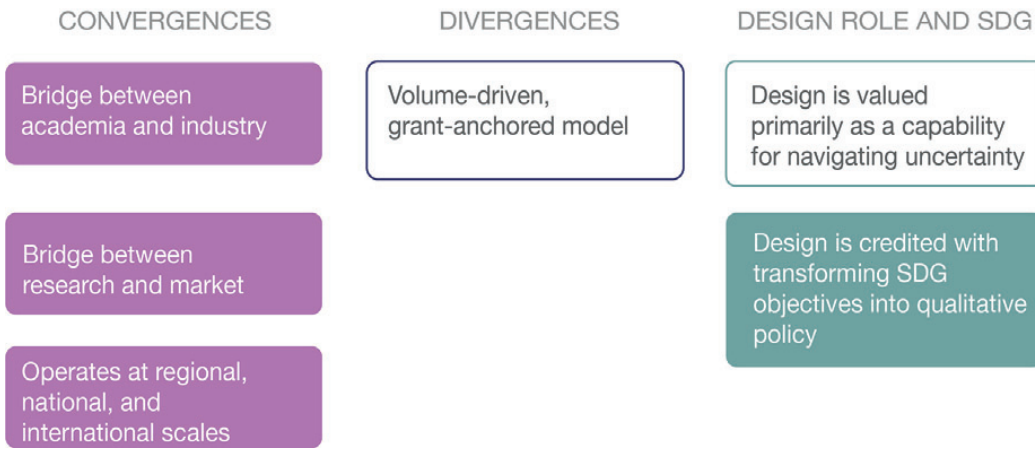 CONVERGENCES
Bridge between
academia and industry
Bridge between
research and market
Operates at regional,
national, and
international scales
DIVERGENCES
Volume-driven,
grant-anchored model
DESIGN ROLE AND SDG
Design is valued
primarily as a capability
for navigating uncertainty
Design is credited with
transforming SDG
objectives into qualitative
policy